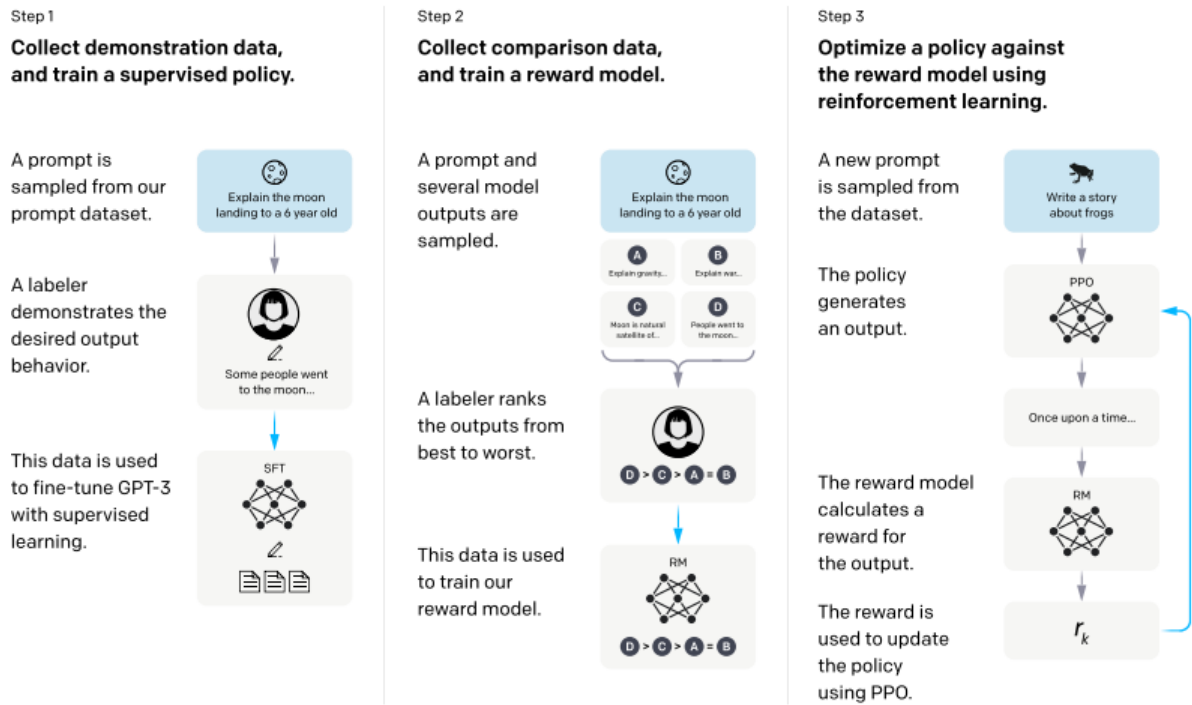 Step 1
Collect demonstration data,
and train a supervised policy.
A prompt is
sampled from our
prompt dataset.
Explain the moon
landing to a 6 year old
A labeler
demonstrates the
desired output
behavior.
Some people went
to the moon...
This data is used
to fine-tune GPT-3
with supervised
learning.
SFT
Step 2
Collect comparison data,
and train a reward model.
A prompt and
several model
outputs are
sampled.
Explain the moon
landing to a 6 year old
A
Explain gravity...
B
Explain war...
C
Moon is natural
satellite of...
D
People went to
the moon...
A labeler ranks
the outputs from
best to worst.
D > C > A = B
This data is used
to train our
reward model.
RM
D > C > A = B
Step 3
Optimize a policy against
the reward model using
reinforcement learning.
A new prompt
is sampled from
the dataset.
Write a story
about frogs
The policy
generates
an output.
PPO
Once upon a time...
The reward model
calculates a
reward for
the output.
RM
The reward is
used to update
the policy
using PPO.
r_k